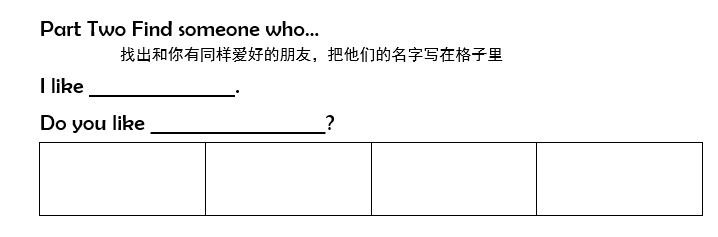 Part Two Find someone who...
找出和你有同样爱好的朋友，把他们的名字写在格子里
I like ______________.
Do you like _________________?